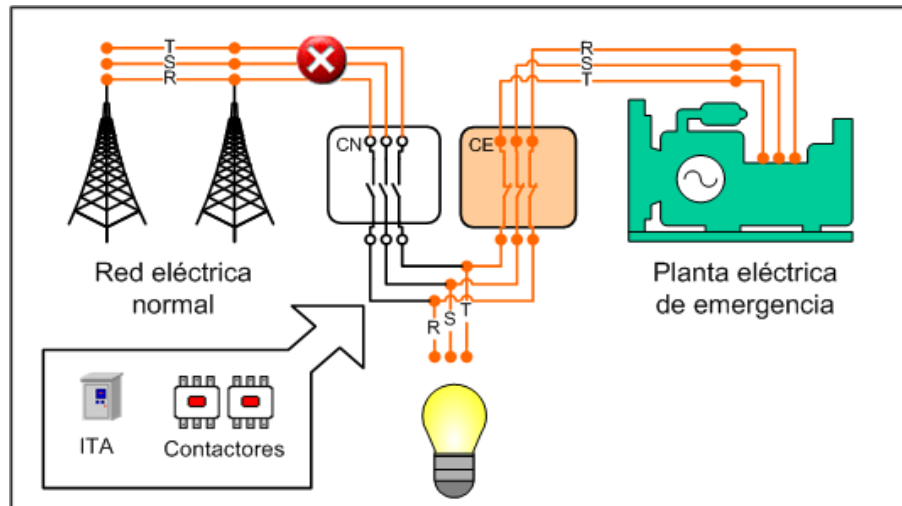 T
S
R
CN
CE
R
S
T
Red eléctrica
normal
Planta eléctrica
de emergencia
R
S
T
ITA
Contactores